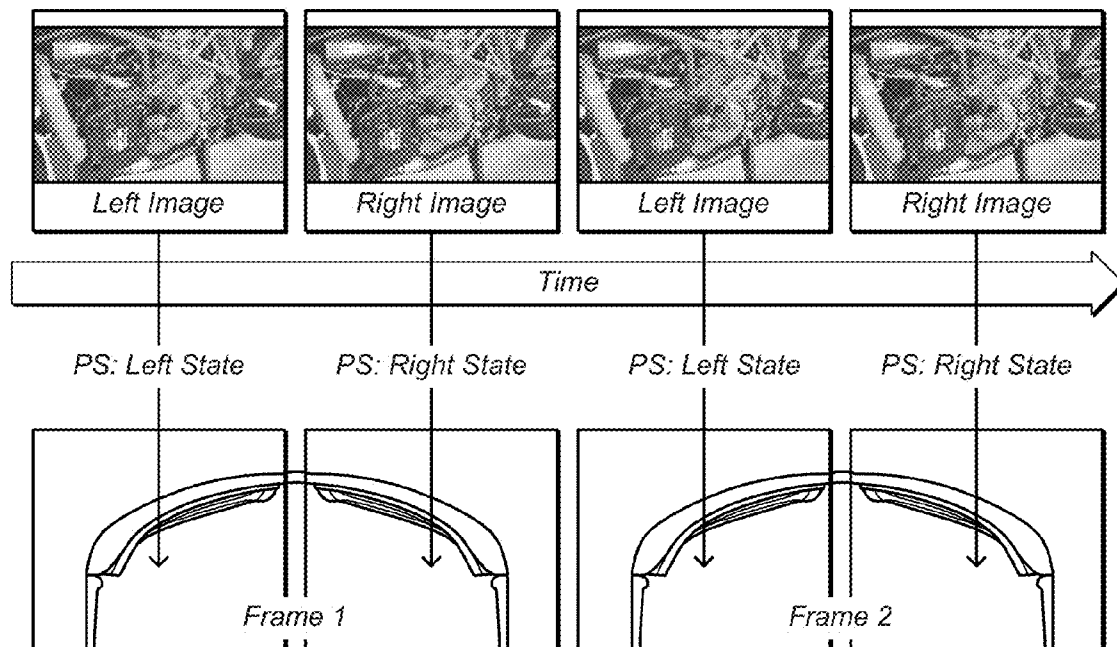 Left Image
Right Image
Left Image
Right Image
Time
PS: Left State
PS: Right State
PS: Left State
PS: Right State
Frame 1
Frame 2